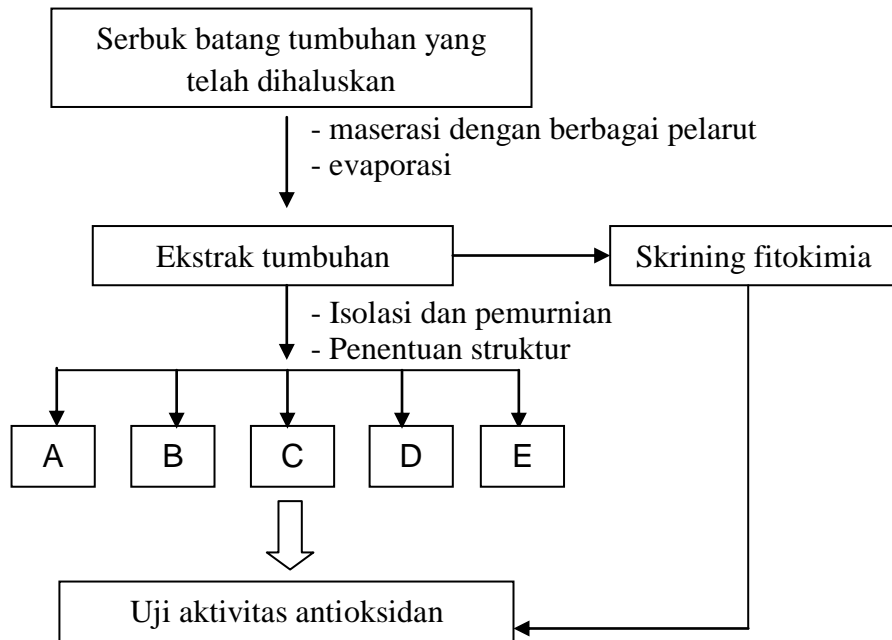 Serbuk batang tumbuhan yang
telah dihaluskan
- maserasi dengan berbagai pelarut
- evaporasi
Ekstrak tumbuhan
Skrining fitokimia
- Isolasi dan pemurnian
- Penentuan struktur
A
B
C
D
E
Uji aktivitas antioksidan